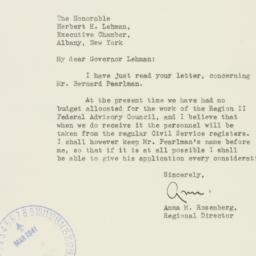 The Honorable
Herbert H. Lehman,
Executive Chamber,
Albany, New York
My dear Governor Lehman:
I have just read your letter, concerning
Mr. Bernard Pearlman.
At the present time we have had no
budget allocated for the work of the Region II
Federal Advisory Council, and I believe that
when we do receive it the personnel will be
taken from the regular Civil Service registers.
I shall however keep Mr. Pearlman's name before
me, so that if it is at all possible I shall
be able to give his application every considerati
Sincerely,
Anna M. Rosenberg,
Regional Director
MAR 1941